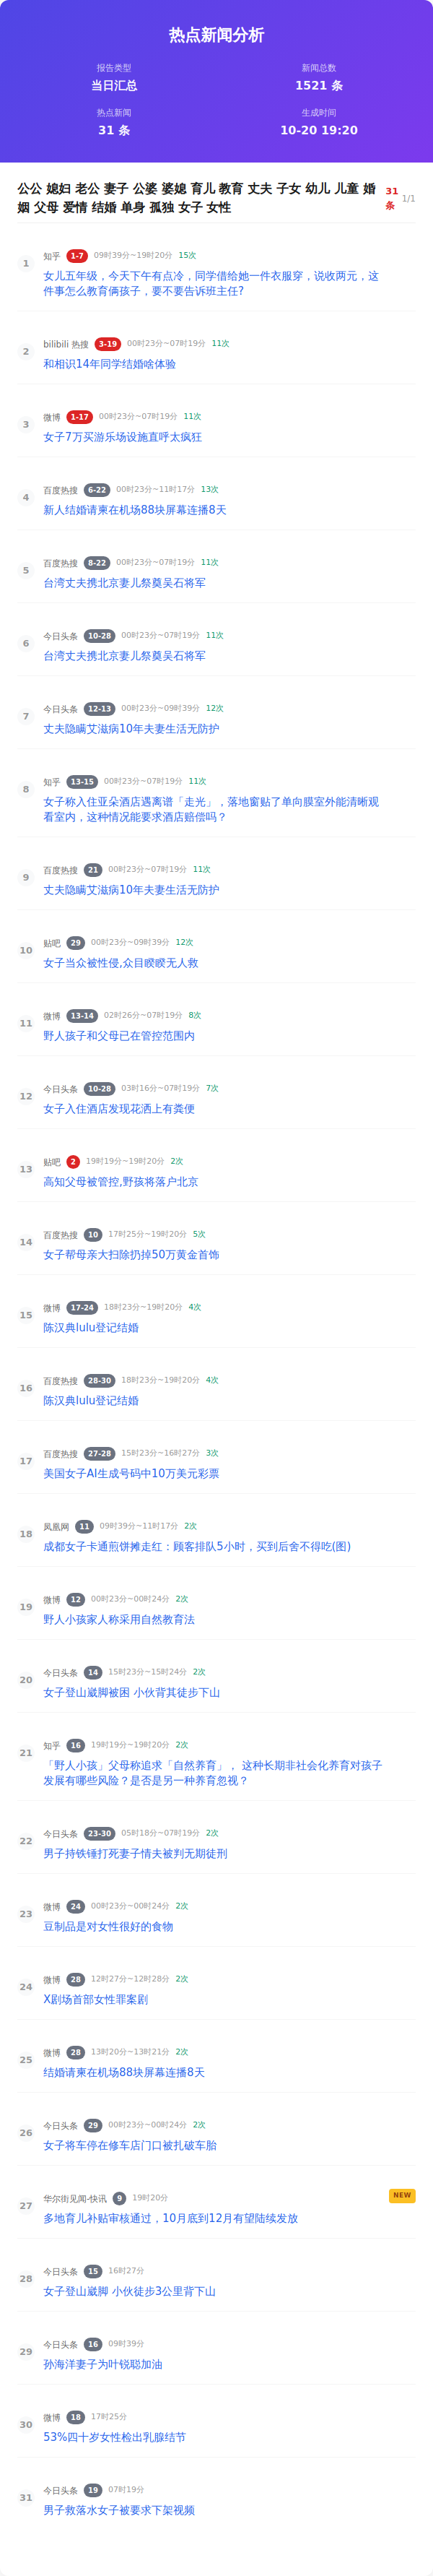 热点新闻分析
报告类型
当日汇总
新闻总数
1521 条
热点新闻
31 条
生成时间
10-20 19:20
公公 媳妇 老公 妻子 公婆 婆媳 育儿 教育 丈夫 子女 幼儿 儿童 婚
姻 父母 爱情 结婚 单身 孤独 女子 女性
31
条
1/1
1
知乎 1-7 09时39分~19时20分 15次
女儿五年级，今天下午有点冷，同学借给她一件衣服穿，说收两元，这
件事怎么教育俩孩子，要不要告诉班主任?
2
bilibili 热搜 3-19 00时23分~07时19分 11次
和相识14年同学结婚啥体验
3
微博 1-17 00时23分~07时19分 11次
女子7万买游乐场设施直呼太疯狂
4
百度热搜 6-22 00时23分~11时17分 13次
新人结婚请柬在机场88块屏幕连播8天
5
百度热搜 8-22 00时23分~07时19分 11次
台湾丈夫携北京妻儿祭奠吴石将军
6
今日头条 10-28 00时23分~07时19分 11次
台湾丈夫携北京妻儿祭奠吴石将军
7
今日头条 12-13 00时23分~09时39分 12次
丈夫隐瞒艾滋病10年夫妻生活无防护
8
知乎 13-15 00时23分~07时19分 11次
女子称入住亚朵酒店遇离谱「走光」，落地窗贴了单向膜室外能清晰观
看室内，这种情况能要求酒店赔偿吗？
9
百度热搜 21 00时23分~07时19分 11次
丈夫隐瞒艾滋病10年夫妻生活无防护
10
贴吧 29 00时23分~09时39分 12次
女子当众被性侵,众目睽睽无人救
11
微博 13-14 02时26分~07时19分 8次
野人孩子和父母已在管控范围内
12
今日头条 10-28 03时16分~07时19分 7次
女子入住酒店发现花洒上有粪便
13
贴吧 2 19时19分~19时20分 2次
高知父母被管控,野孩将落户北京
14
百度热搜 10 17时25分~19时20分 5次
女子帮母亲大扫除扔掉50万黄金首饰
15
微博 17-24 18时23分~19时20分 4次
陈汉典lulu登记结婚
16
百度热搜 28-30 18时23分~19时20分 4次
陈汉典lulu登记结婚
17
百度热搜 27-28 15时23分~16时27分 3次
美国女子AI生成号码中10万美元彩票
18
凤凰网 11 09时39分~11时17分 2次
成都女子卡通煎饼摊走红：顾客排队5小时，买到后舍不得吃(图)
19
微博 12 00时23分~00时24分 2次
野人小孩家人称采用自然教育法
20
今日头条 14 15时23分~15时24分 2次
女子登山崴脚被困 小伙背其徒步下山
21
知乎 16 19时19分~19时20分 2次
「野人小孩」父母称追求「自然养育」， 这种长期非社会化养育对孩子
发展有哪些风险？是否是另一种养育忽视？
22
今日头条 23-30 05时18分~07时19分 2次
男子持铁锤打死妻子情夫被判无期徒刑
23
微博 24 00时23分~00时24分 2次
豆制品是对女性很好的食物
24
微博 28 12时27分~12时28分 2次
X剧场首部女性罪案剧
25
微博 28 13时20分~13时21分 2次
结婚请柬在机场88块屏幕连播8天
26
今日头条 29 00时23分~00时24分 2次
女子将车停在修车店门口被扎破车胎
27
华尔街见闻-快讯 9 19时20分
NEW
多地育儿补贴审核通过，10月底到12月有望陆续发放
28
今日头条 15 16时27分
女子登山崴脚 小伙徒步3公里背下山
29
今日头条 16 09时39分
孙海洋妻子为叶锐聪加油
30
微博 18 17时25分
53%四十岁女性检出乳腺结节
31
今日头条 19 07时19分
男子救落水女子被要求下架视频